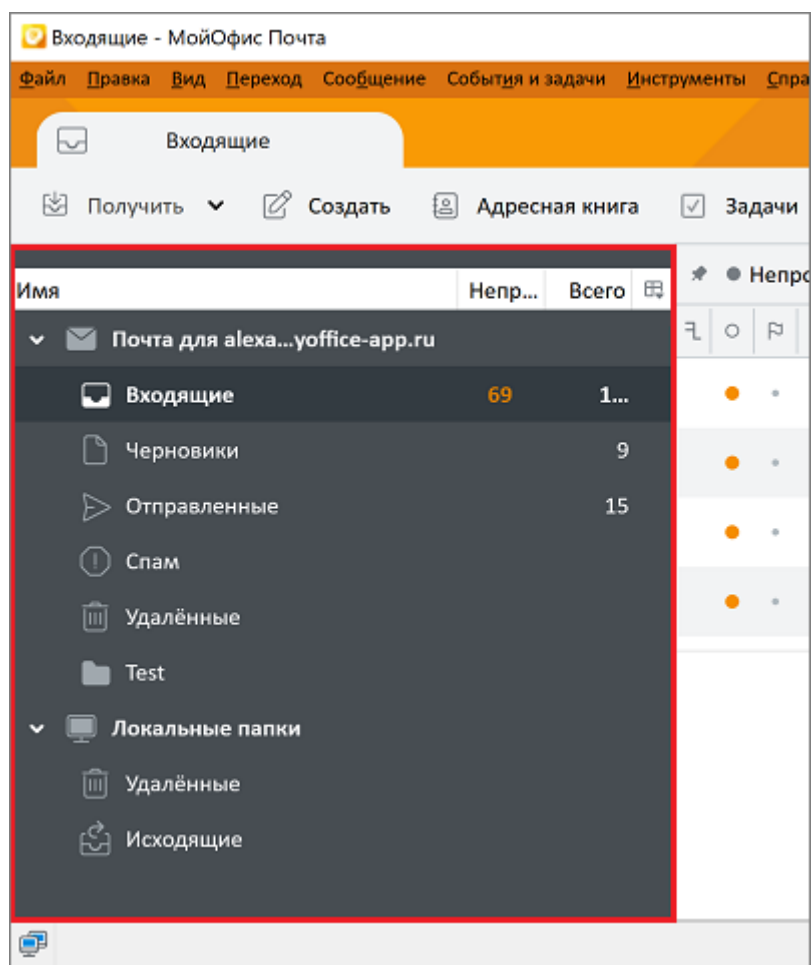 Входящие - МойОфис Почта
Файл Правка Вид Переход Сообщение События и задачи Инструменты Спра
Входящие
Получить Создать Адресная книга Задачи
Имя Непр... Всего Непро
Почта для alexa...yoffice-app.ru
Входящие 69 1...
Черновики 9
Отправленные 15
Спам
Удалённые
Test
Локальные папки
Удалённые
Исходящие